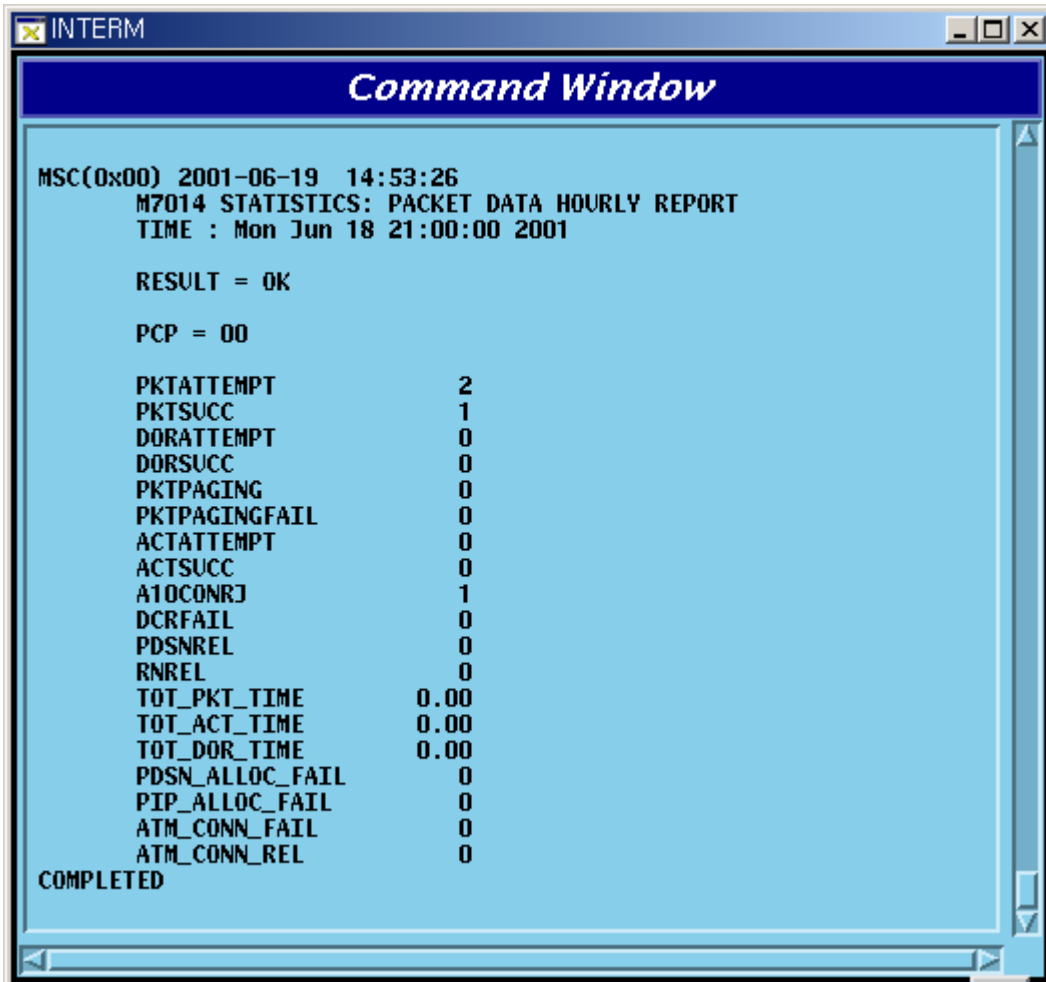 INTERM
Command Window
MSC(0x00) 2001-06-19 14:53:26
M7014 STATISTICS: PACKET DATA HOURLY REPORT
TIME : Mon Jun 18 21:00:00 2001
RESULT = OK
PCP = 00
PKTATTEMPT 2
PKTSUCC 1
DORATTEMPT 0
DORSUCC 0
PKTPAGING 0
PKTPAGINGFAIL 0
ACTATTEMPT 0
ACTSUCC 0
A10CONRJ 1
DCRFAIL 0
PDSNREL 0
RNREL 0
TOT_PKT_TIME 0.00
TOT_ACT_TIME 0.00
TOT_DOR_TIME 0.00
PDSN_ALLOC_FAIL 0
PIP_ALLOC_FAIL 0
ATM_CONN_FAIL 0
ATM_CONN_REL 0
COMPLETED